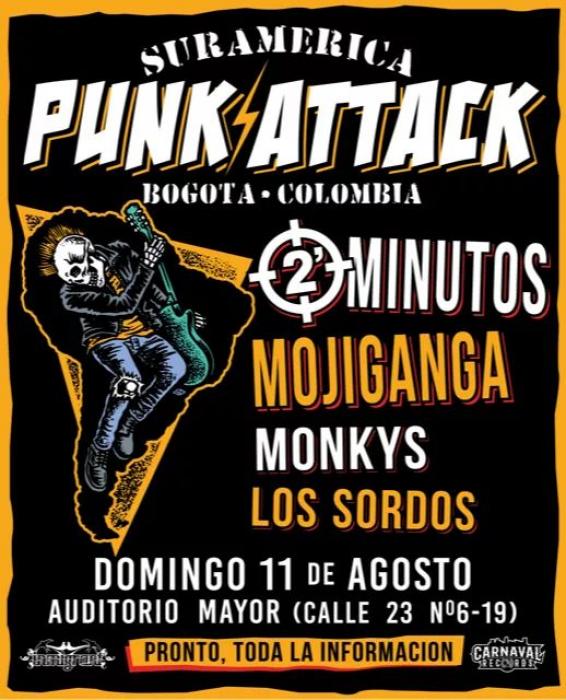 SURAMERICA
PUNK ATTACK
BOGOTA • COLOMBIA
2' MINUTOS
MOJIGANGA
MONKYS
LOS SORDOS
DOMINGO 11 DE AGOSTO
AUDITORIO MAYOR (CALLE 23 Nº6-19)
PRONTO, TODA LA INFORMACION
CARNAVAL
RECORDS